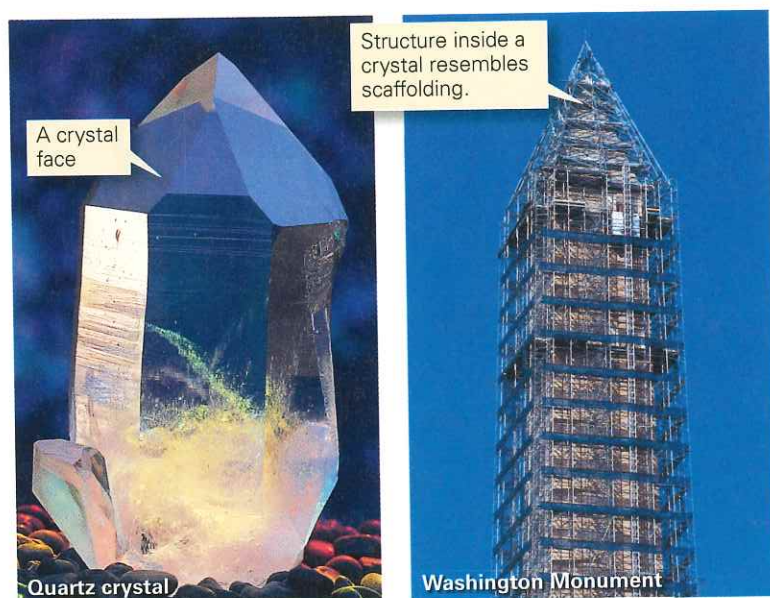 A crystal
face
Structure inside a
crystal resembles
scaffolding.
Quartz crystal
Washington Monument